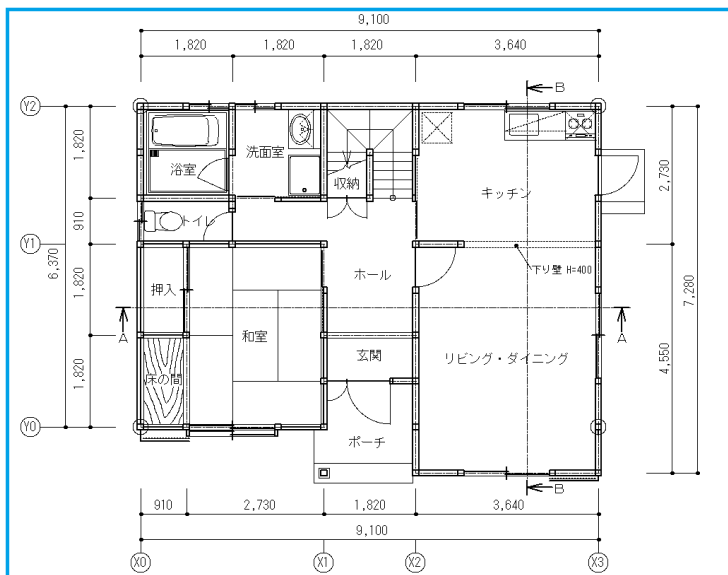 9,100
1,820
1,820
1,820
3,640
B
Y2
1,820
洗面室
浴室
収納
キッチン
2,730
910
トイレ
Y1
6,370
ホール
下り壁 H=400
1,820
押入
7,280
A
A
和室
玄関
リビング・ダイニング
4,550
1,820
床の間
Y0
ポーチ
B
910
2,730
1,820
3,640
9,100
X0
X1
X2
X3